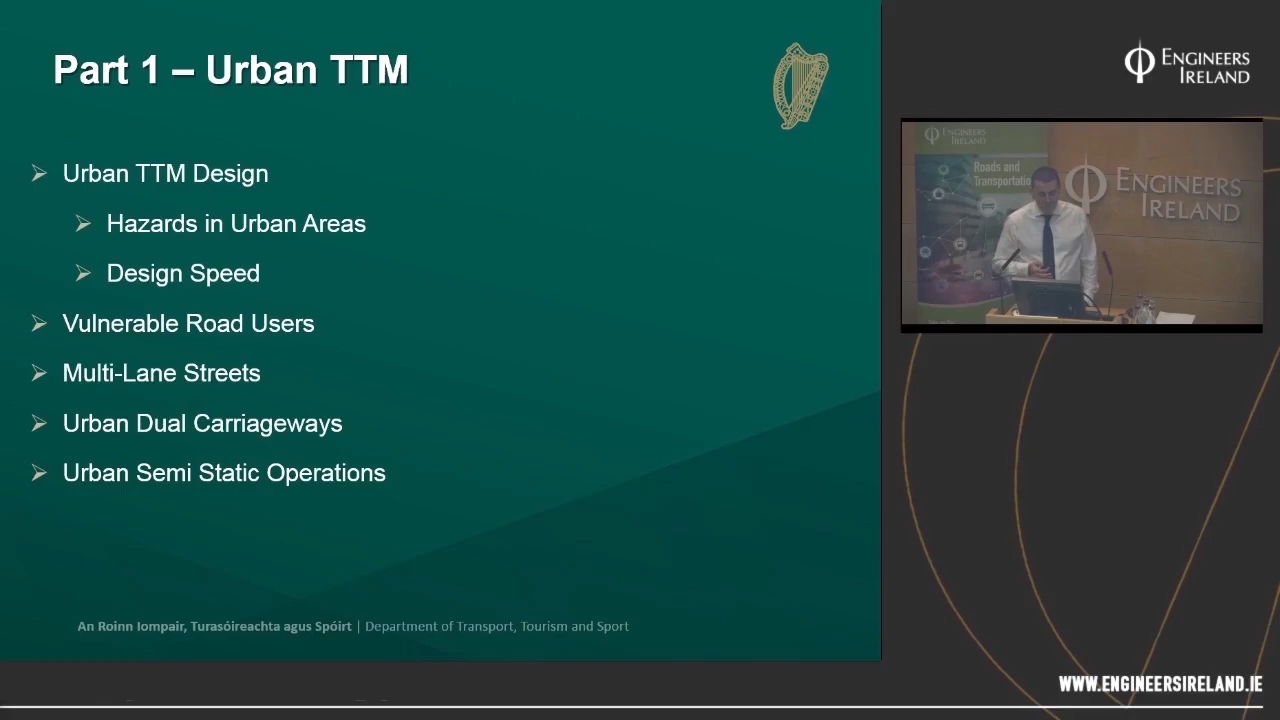 Part 1 – Urban TTM
Urban TTM Design
Hazards in Urban Areas
Design Speed
Vulnerable Road Users
Multi-Lane Streets
Urban Dual Carriageways
Urban Semi Static Operations
An Roinn Iompair, Turasóireachta agus Spóirt | Department of Transport, Tourism and Sport
ENGINEERS
IRELAND
ENGINEERS
IRELAND
Roads and
Transportatio
ENGINEERS
IRELAND
WWW.ENGINEERSIRELAND.IE